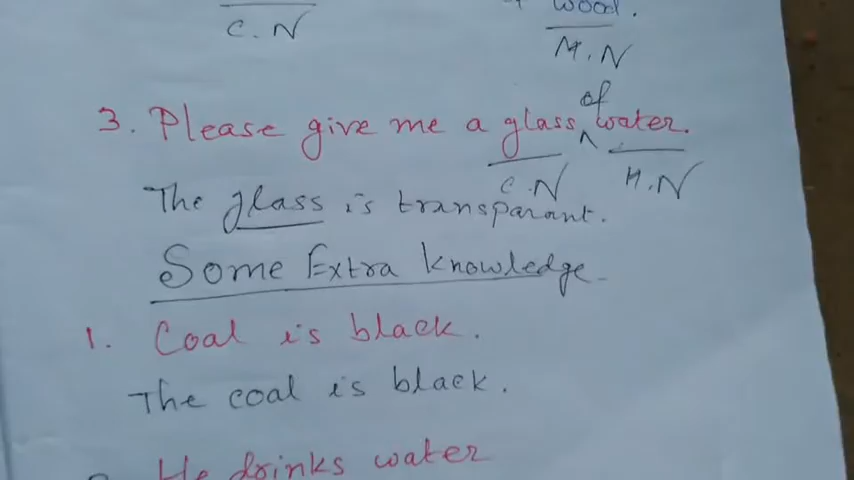 wood.
C.N
M.N
of
3. Please give me a glass ^ water.
C.N M.N
The glass is transparant.
Some Extra knowledge
1. Coal is black.
The coal is black.
He drinks water